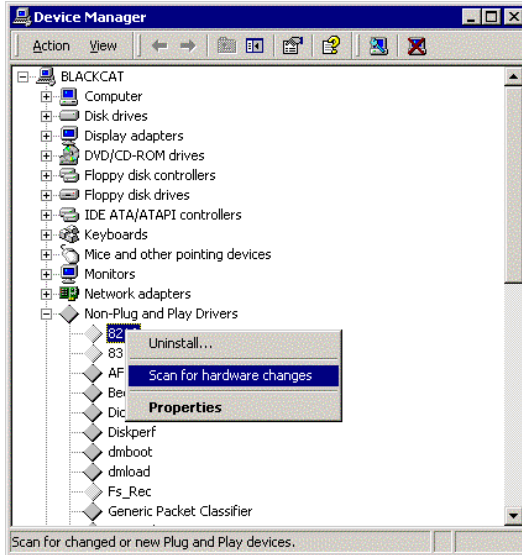 Device Manager
Action View
BLACKCAT
Computer
Disk drives
Display adapters
DVD/CD-ROM drives
Floppy disk controllers
Floppy disk drives
IDE ATA/ATAPI controllers
Keyboards
Mice and other pointing devices
Monitors
Network adapters
Non-Plug and Play Drivers
Uninstall...
83
Scan for hardware changes
AF
Properties
Diskperf
dmboot
dmload
Fs_Rec
Generic Packet Classifier
Scan for changed or new Plug and Play devices.